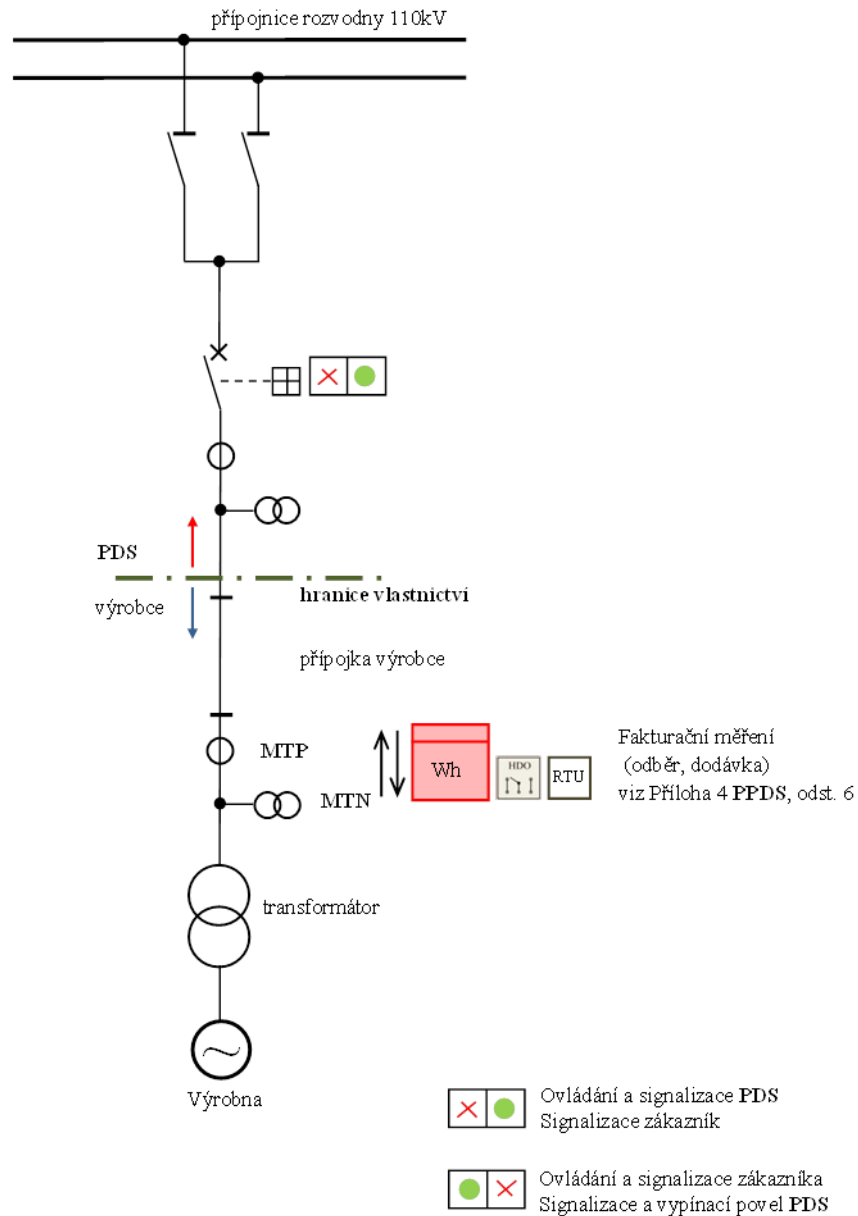 přípojnice rozvodny 110kV
PDS
výrobce
hranice vlastnictví
přípojka výrobce
MTP
MTN
Wh
HDO
RTU
Fakturační měření
(odběr, dodávka)
viz Příloha 4 PPDS, odst. 6
transformátor
Výrobna
Ovládání a signalizace PDS
Signalizace zákazník
Ovládání a signalizace zákazníka
Signalizace a vypínací povel PDS